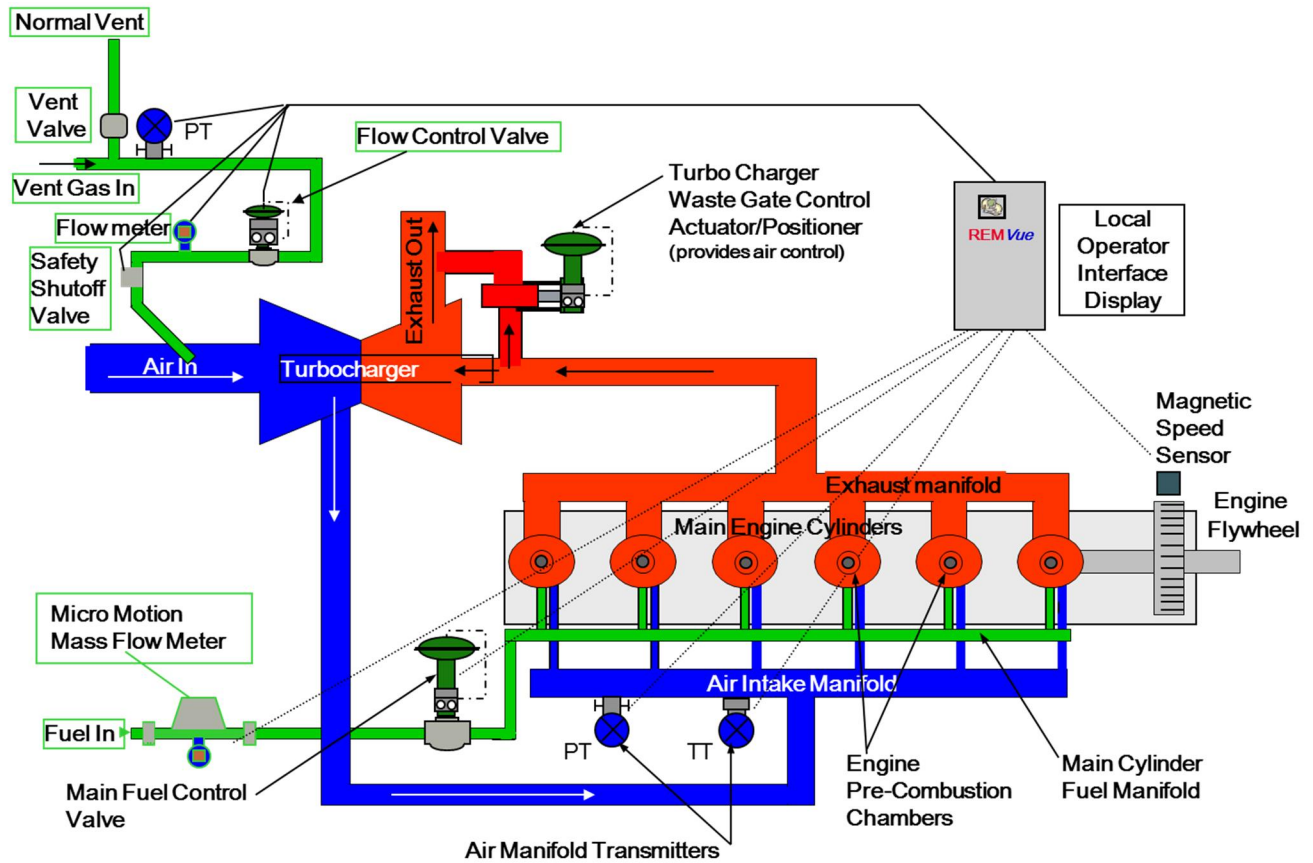 Normal Vent
Vent
Valve
PT
Flow Control Valve
Vent Gas In
Flow meter
Safety
Shutoff
Valve
Turbo Charger
Waste Gate Control
Actuator/Positioner
(provides air control)
REMVue
Local
Operator
Interface
Display
Exhaust Out
Air In
Turbocharger
Magnetic
Speed
Sensor
Exhaust manifold
Engine
Flywheel
Main Engine Cylinders
Micro Motion
Mass Flow Meter
Air Intake Manifold
Fuel In
PT
TT
Main Fuel Control
Valve
Engine
Pre-Combustion
Chambers
Main Cylinder
Fuel Manifold
Air Manifold Transmitters